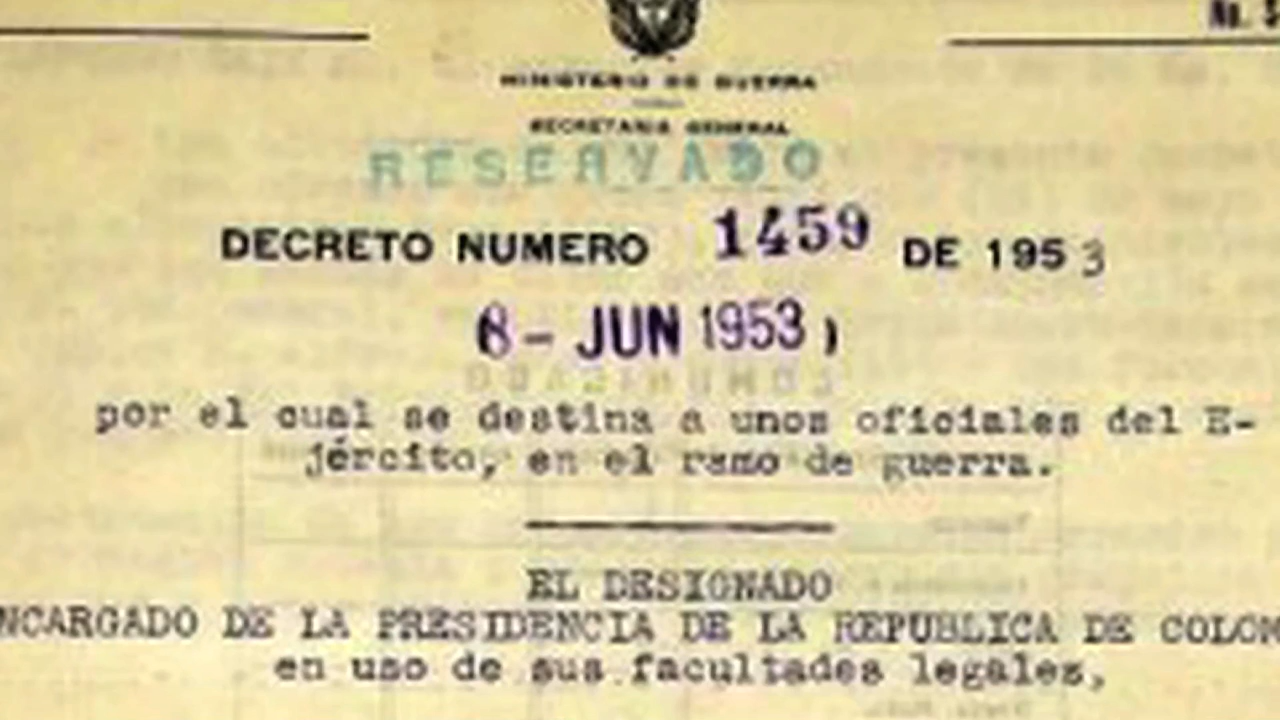 No.
MINISTERIO DE GUERRA
SECRETARIA GENERAL
RESERVADO
DECRETO NUMERO 1459 DE 1953
8 - JUN 1953 )
por el cual se destina a unos oficiales del E-
jército, en el ramo de guerra.
EL DESIGNADO
NCARGADO DE LA PRESIDENCIA DE LA REPUBLICA DE COLOM
en uso de sus facultades legales,